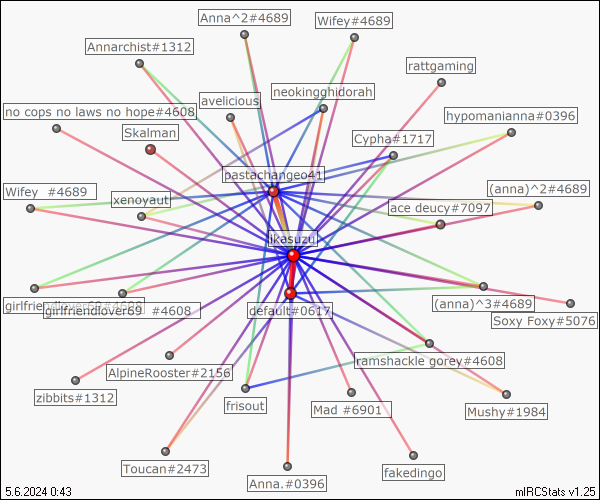 Anna^2#4689
Wifey#4689
Annarchist#1312
rattgaming
neokingghidorah
avelicious
no cops no laws no hope#4608
hypomanianna#0396
Skalman
Cypha#1717
pastachangeo41
Wifey #4689
(anna)^2#4689
xenoyaut
ace deucy#7097
ikasuzu
girlfriendlover69 #4608
default#0617
(anna)^3#4689
Soxy Foxy#5076
ramshackle gorey#4608
AlpineRooster#2156
zibbits#1312
frisout
Mad #6901
Mushy#1984
Toucan#2473
Anna.#0396
fakedingo
5.6.2024 0:43
mIRCStats v1.25